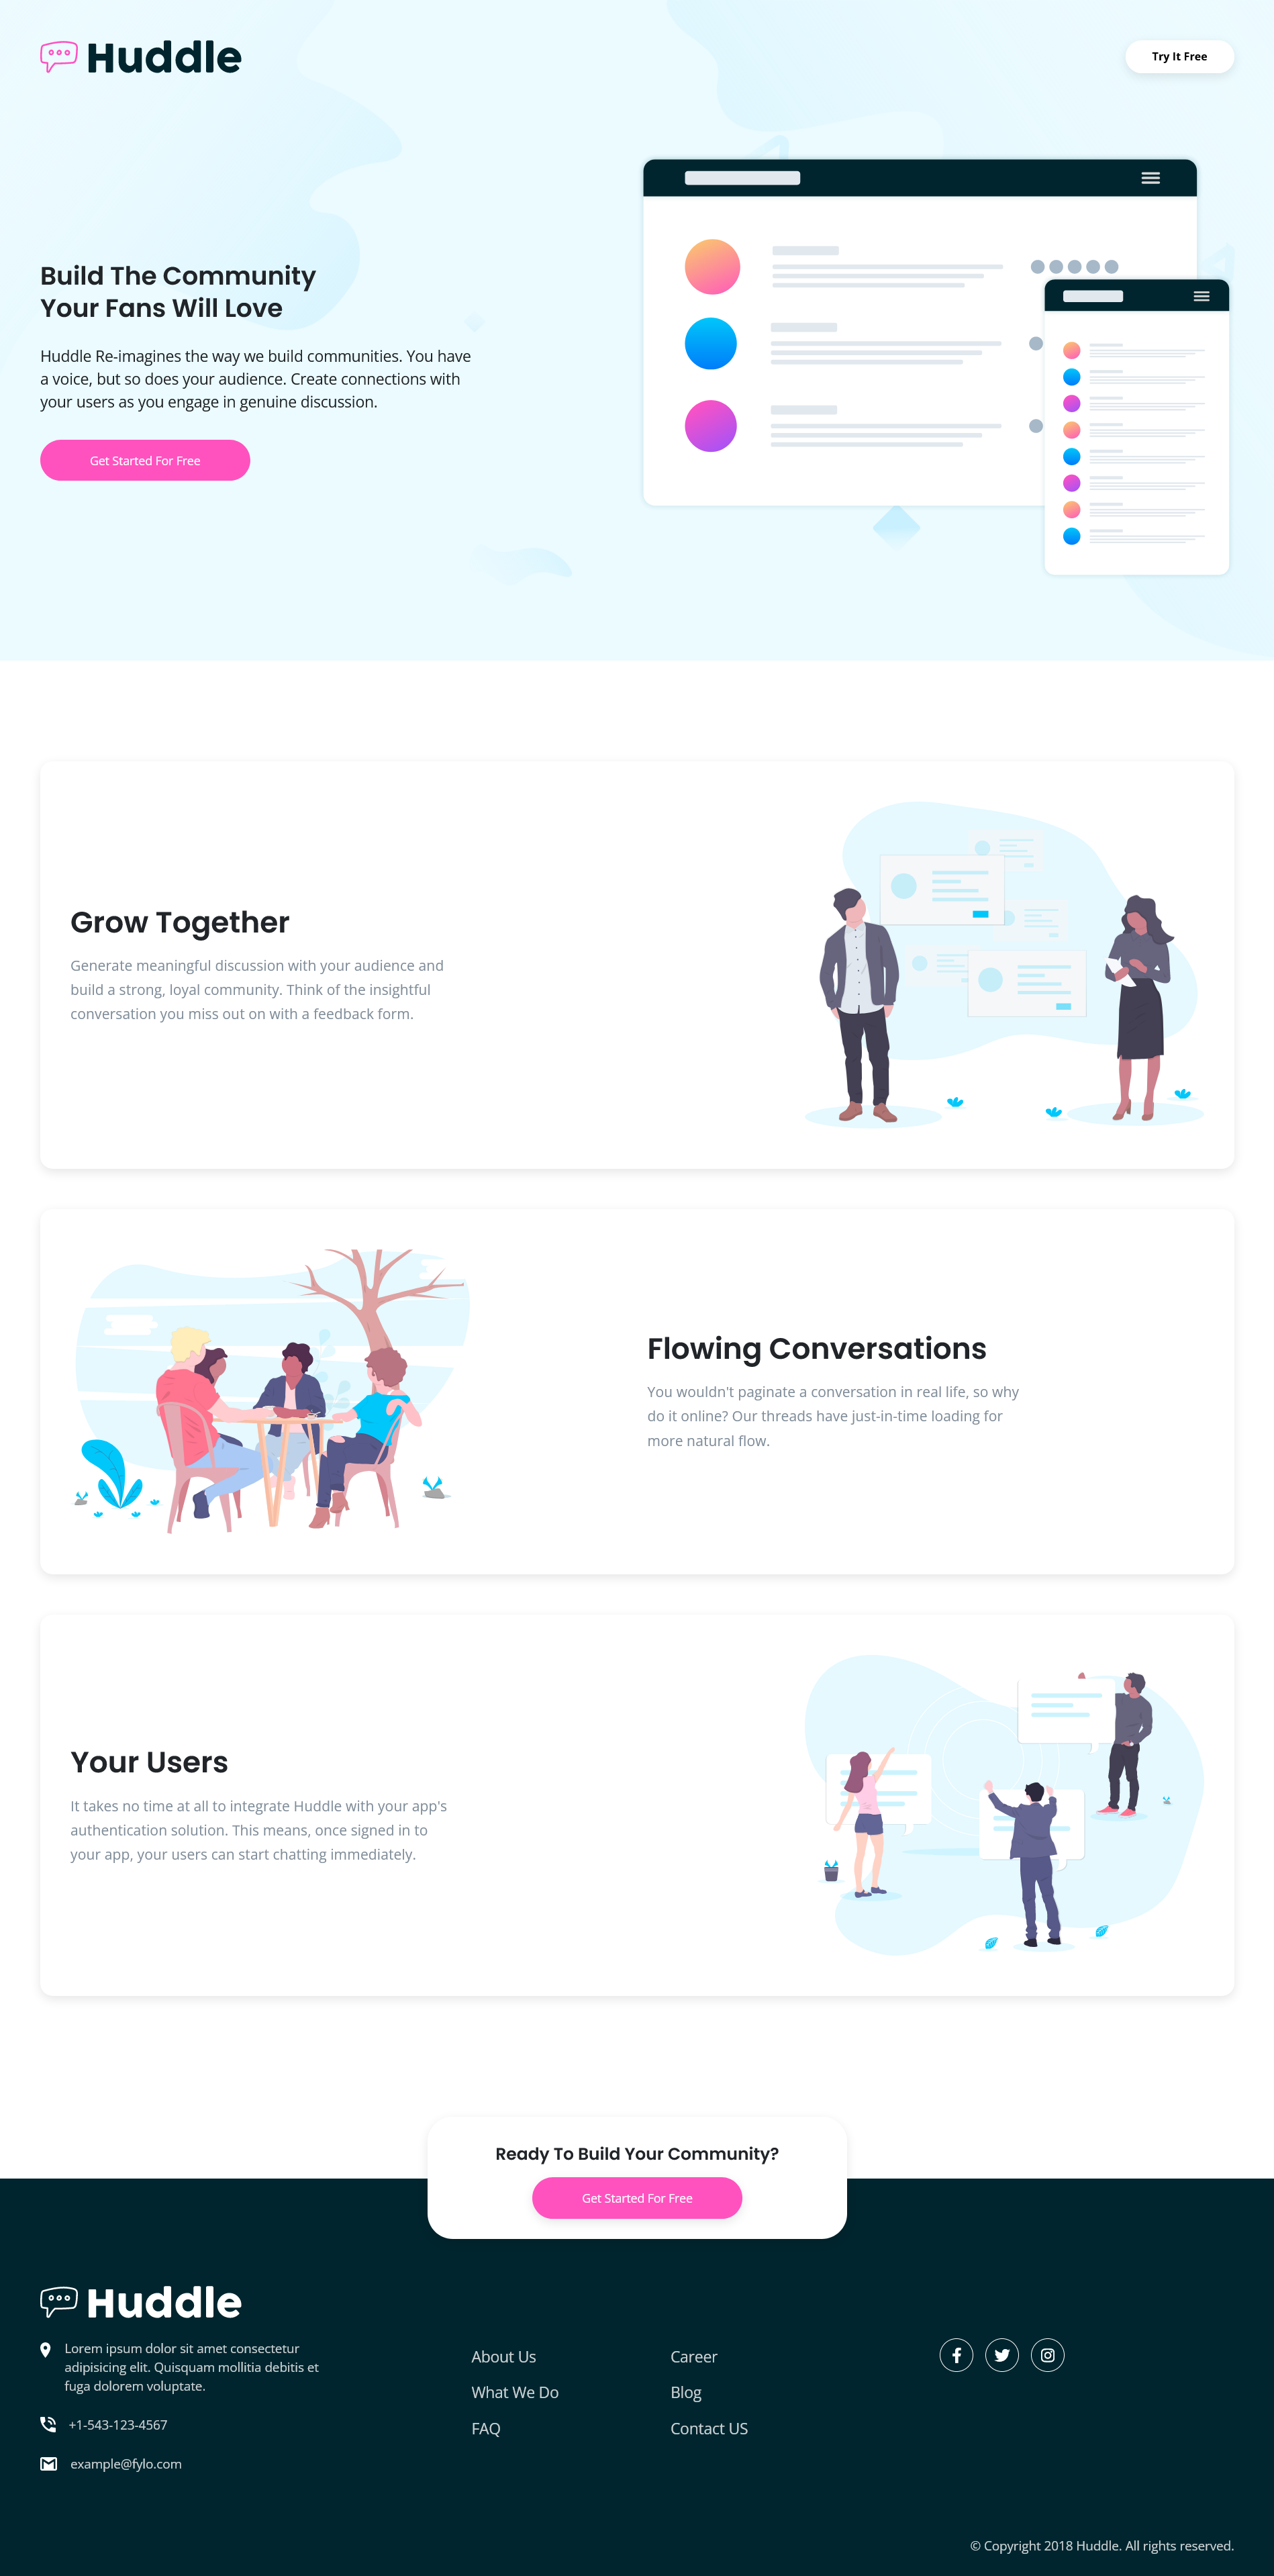 Huddle
Try It Free
Build The Community
Your Fans Will Love
Huddle Re-imagines the way we build communities. You have
a voice, but so does your audience. Create connections with
your users as you engage in genuine discussion.
Get Started For Free
Grow Together
Generate meaningful discussion with your audience and
build a strong, loyal community. Think of the insightful
conversation you miss out on with a feedback form.
Flowing Conversations
You wouldn't paginate a conversation in real life, so why
do it online? Our threads have just-in-time loading for
more natural flow.
Your Users
It takes no time at all to integrate Huddle with your app's
authentication solution. This means, once signed in to
your app, your users can start chatting immediately.
Ready To Build Your Community?
Get Started For Free
Huddle
Lorem ipsum dolor sit amet consectetur
adipisicing elit. Quisquam mollitia debitis et
fuga dolorem voluptate.
+1-543-123-4567
example@fylo.com
About Us
What We Do
FAQ
Career
Blog
Contact US
© Copyright 2018 Huddle. All rights reserved.